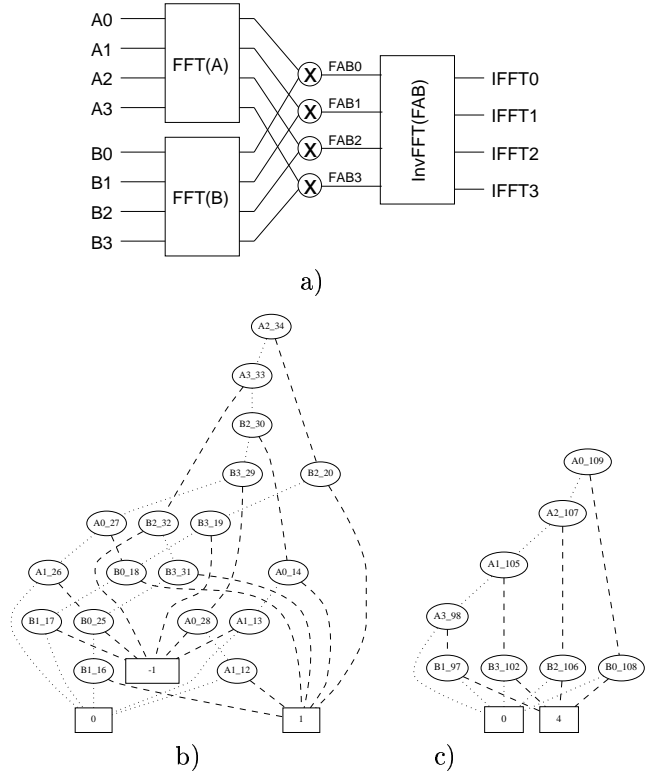 A0
A1
A2
A3
B0
B1
B2
B3
FFT(A)
FFT(B)
X
X
X
X
FAB0
FAB1
FAB2
FAB3
InvFFT(FAB)
IFFT0
IFFT1
IFFT2
IFFT3
a)
A2_34
A3_33
B2_30
B3_29 B2_20
A0_27 B2_32 B3_19
A1_26 B0_18 B3_31 A0_14
B1_17 B0_25 A0_28 A1_13
B1_16 -1 A1_12
0 1
b)
A0_109
A2_107
A1_105
A3_98
B1_97 B3_102 B2_106 B0_108
0 4
c)